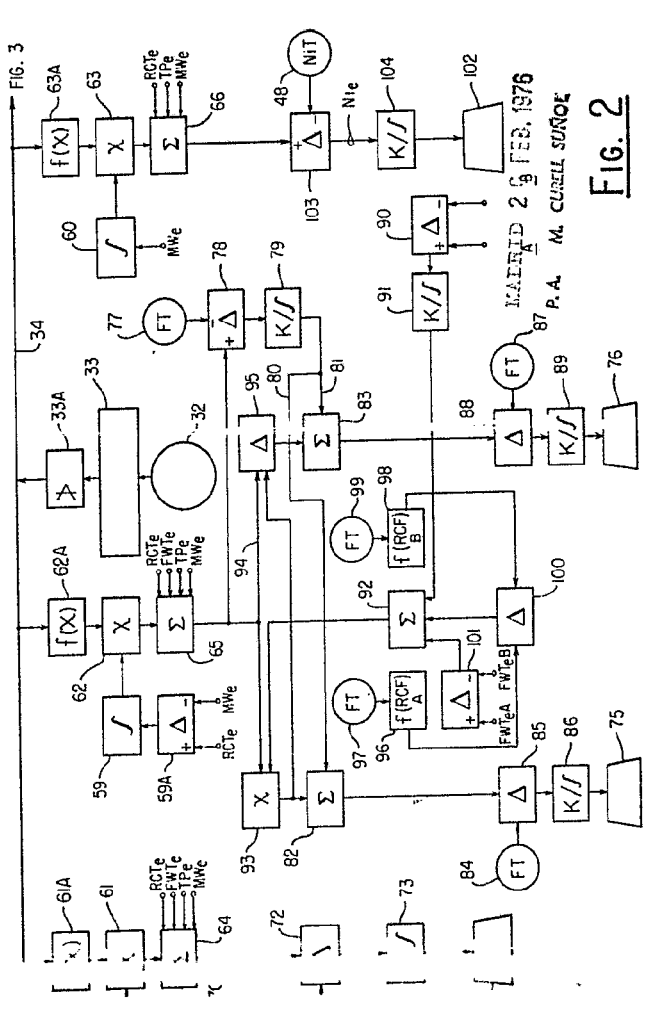 FIG. 3
34
61A
f(X)
62A
33A
f(X)
63A
61
62
X
33
X
63
59
∫
60
∫
RCTe
FWTe
TPe
MWe
Σ
64
RCTe
FWTe
TPe
MWe
Σ
65
32
RCTe
TPe
MWe
Σ
66
59A
Δ
+
-
RCTe
MWe
MWe
77
FT
78
+
-
Δ
79
K/∫
80
81
94
95
Δ
93
X
82
Σ
83
Σ
72
48
NiT
103
+
-
Δ
Nie
97
FT
99
FT
96
f(RCF)
A
98
f(RCF)
B
92
Σ
91
K/∫
90
+
-
Δ
104
K/∫
73
∫
101
+
-
Δ
FWTeA
FWTeB
100
Δ
102
84
FT
85
Δ
86
K/∫
75
87
FT
88
Δ
89
K/∫
76
MADRID 26 FEB. 1976
A
B
P. A. M. CURELL SUÑOL
FIG. 2